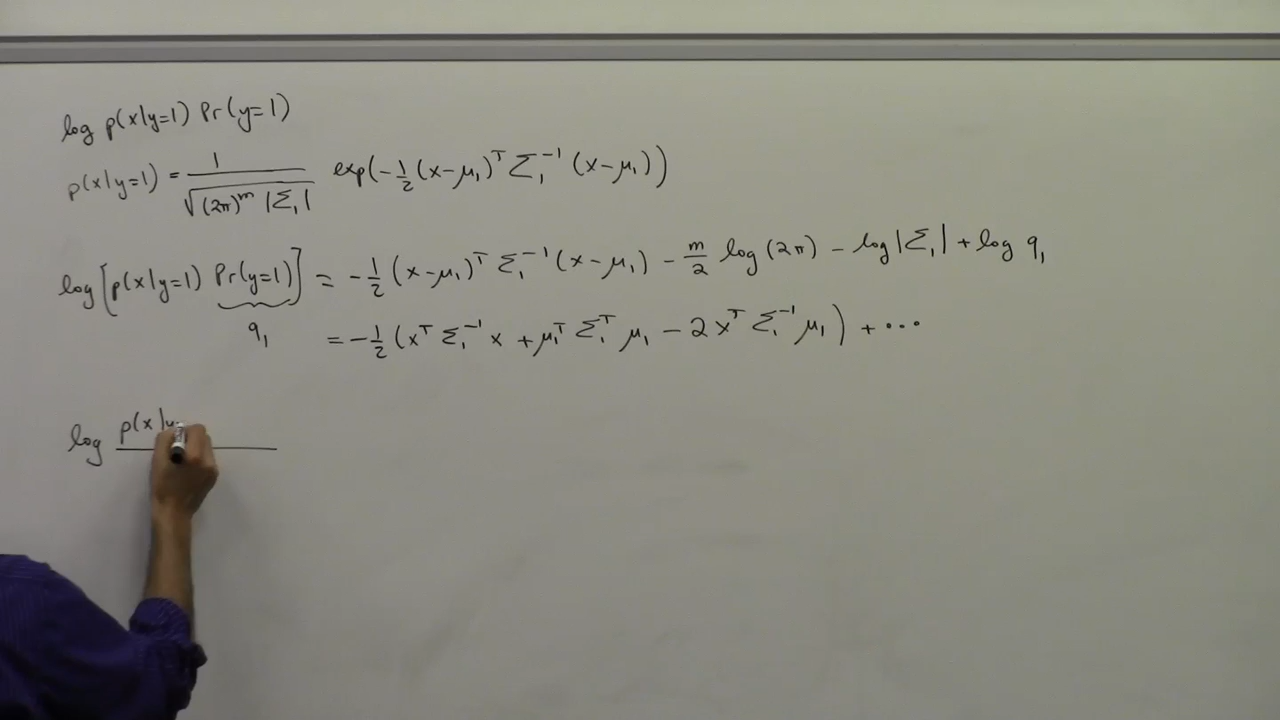 log p(x|y=1) Pr(y=1)
p(x|y=1) = 1/√((2π)^m |Σ₁|) exp(-1/2 (x-μ₁)^T Σ₁^-1 (x-μ₁))
log[p(x|y=1) Pr(y=1)] = -1/2 (x-μ₁)^T Σ₁^-1 (x-μ₁) - m/2 log(2π) - log|Σ₁| + log q₁
q₁ = -1/2 (x^T Σ₁^-1 x + μ₁^T Σ₁^T μ₁ - 2x^T Σ₁^-1 μ₁) + ...
log p(x|y